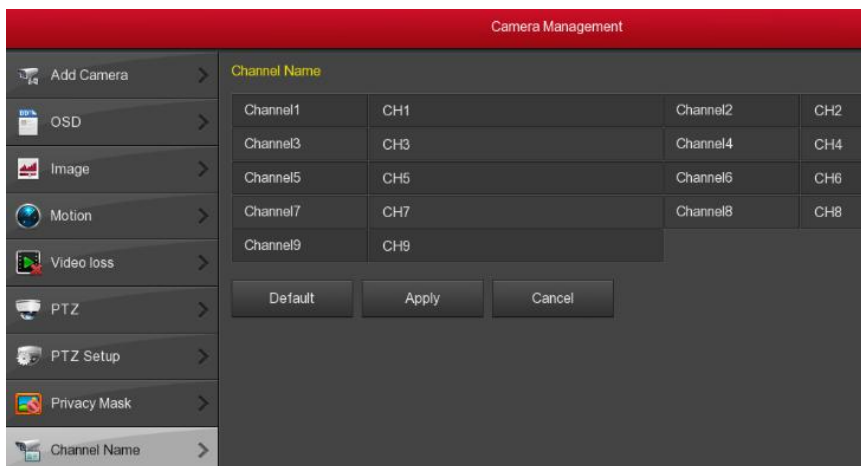 Camera Management
Add Camera
OSD
Image
Motion
Video loss
PTZ
PTZ Setup
Privacy Mask
Channel Name
Channel Name
Channel1 CH1 Channel2 CH2
Channel3 CH3 Channel4 CH4
Channel5 CH5 Channel6 CH6
Channel7 CH7 Channel8 CH8
Channel9 CH9
Default Apply Cancel